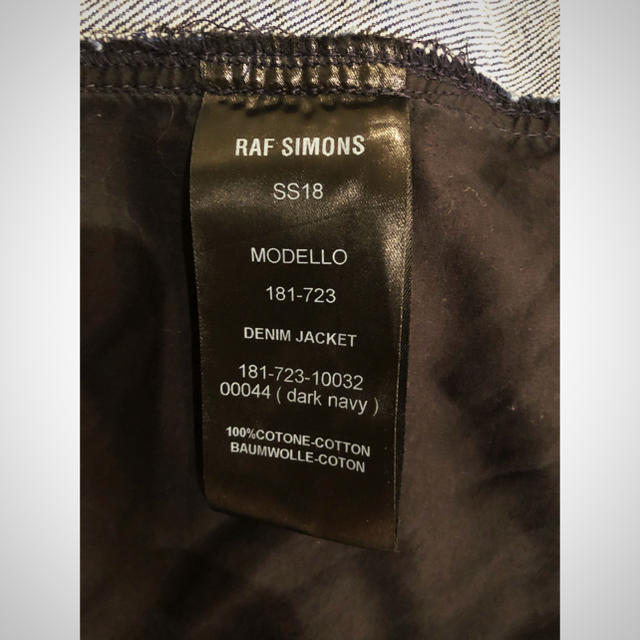 RAF SIMONS
SS18
MODELLO
181-723
DENIM JACKET
181-723-10032
00044 ( dark navy )
100%COTONE-COTTON
BAUMWOLLE-COTON